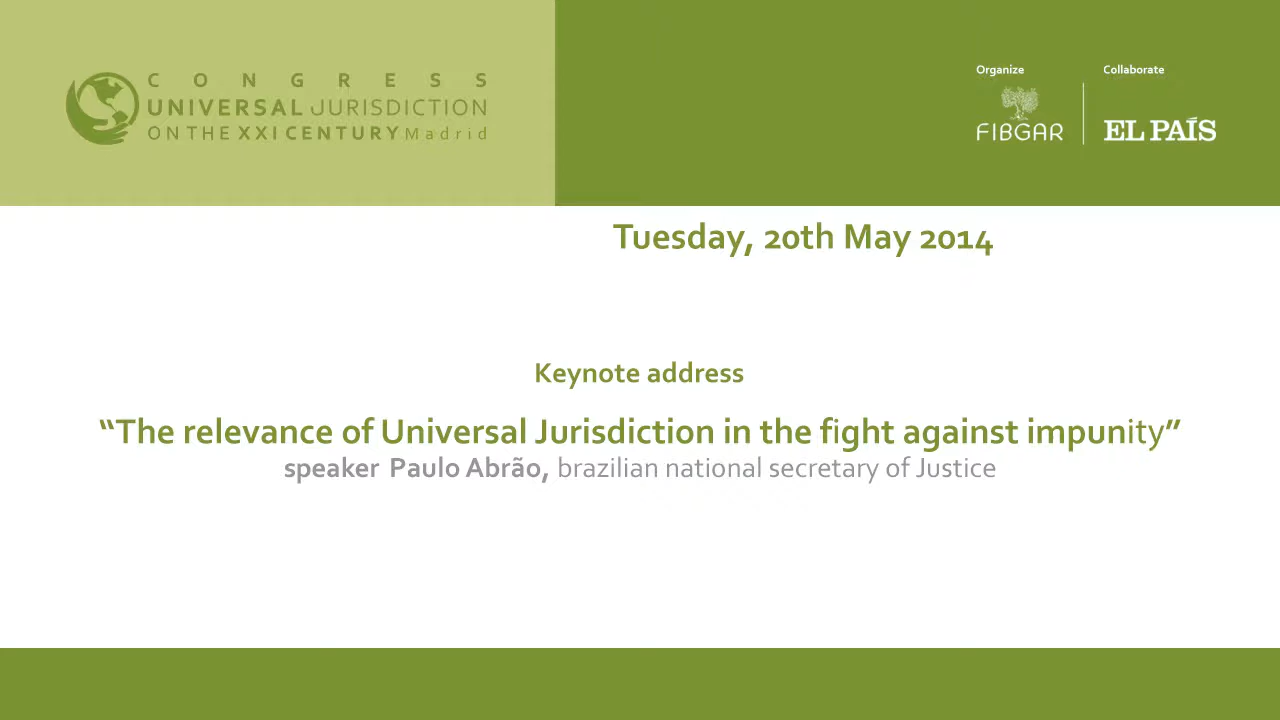 C O N G R E S S
UNIVERSAL JURISDICTION
ON THE XXI CENTURY Madrid
Organize
Collaborate
FIBGAR
EL PAÍS
Tuesday, 20th May 2014
Keynote address
“The relevance of Universal Jurisdiction in the fight against impunity”
speaker Paulo Abrão, brazilian national secretary of Justice